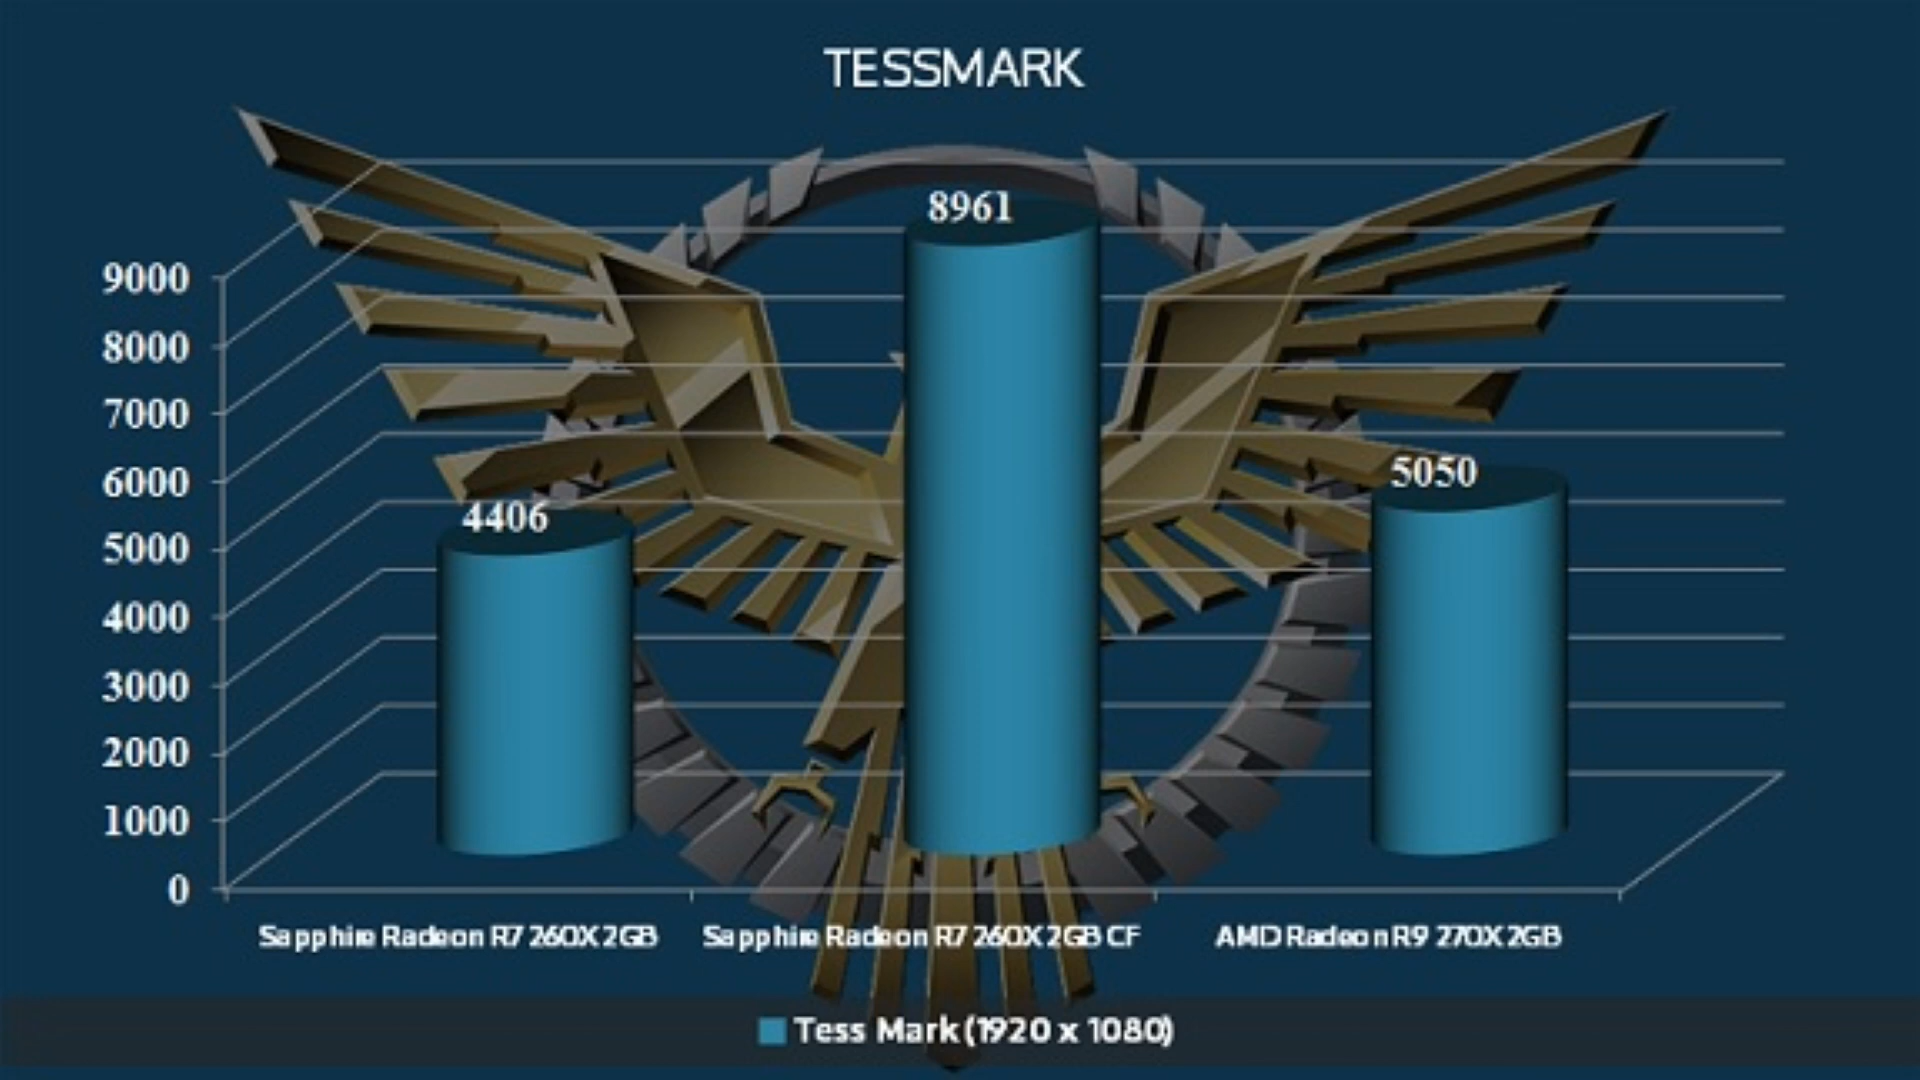 TESSMARK
8961
9000
8000
7000
6000
5000
4000
3000
2000
1000
0
4406
5050
Sapphire Radeon R7 260X 2GB
Sapphire Radeon R7 260X 2GB CF
AMD Radeon R9 270X 2GB
Tess Mark (1920 x 1080)